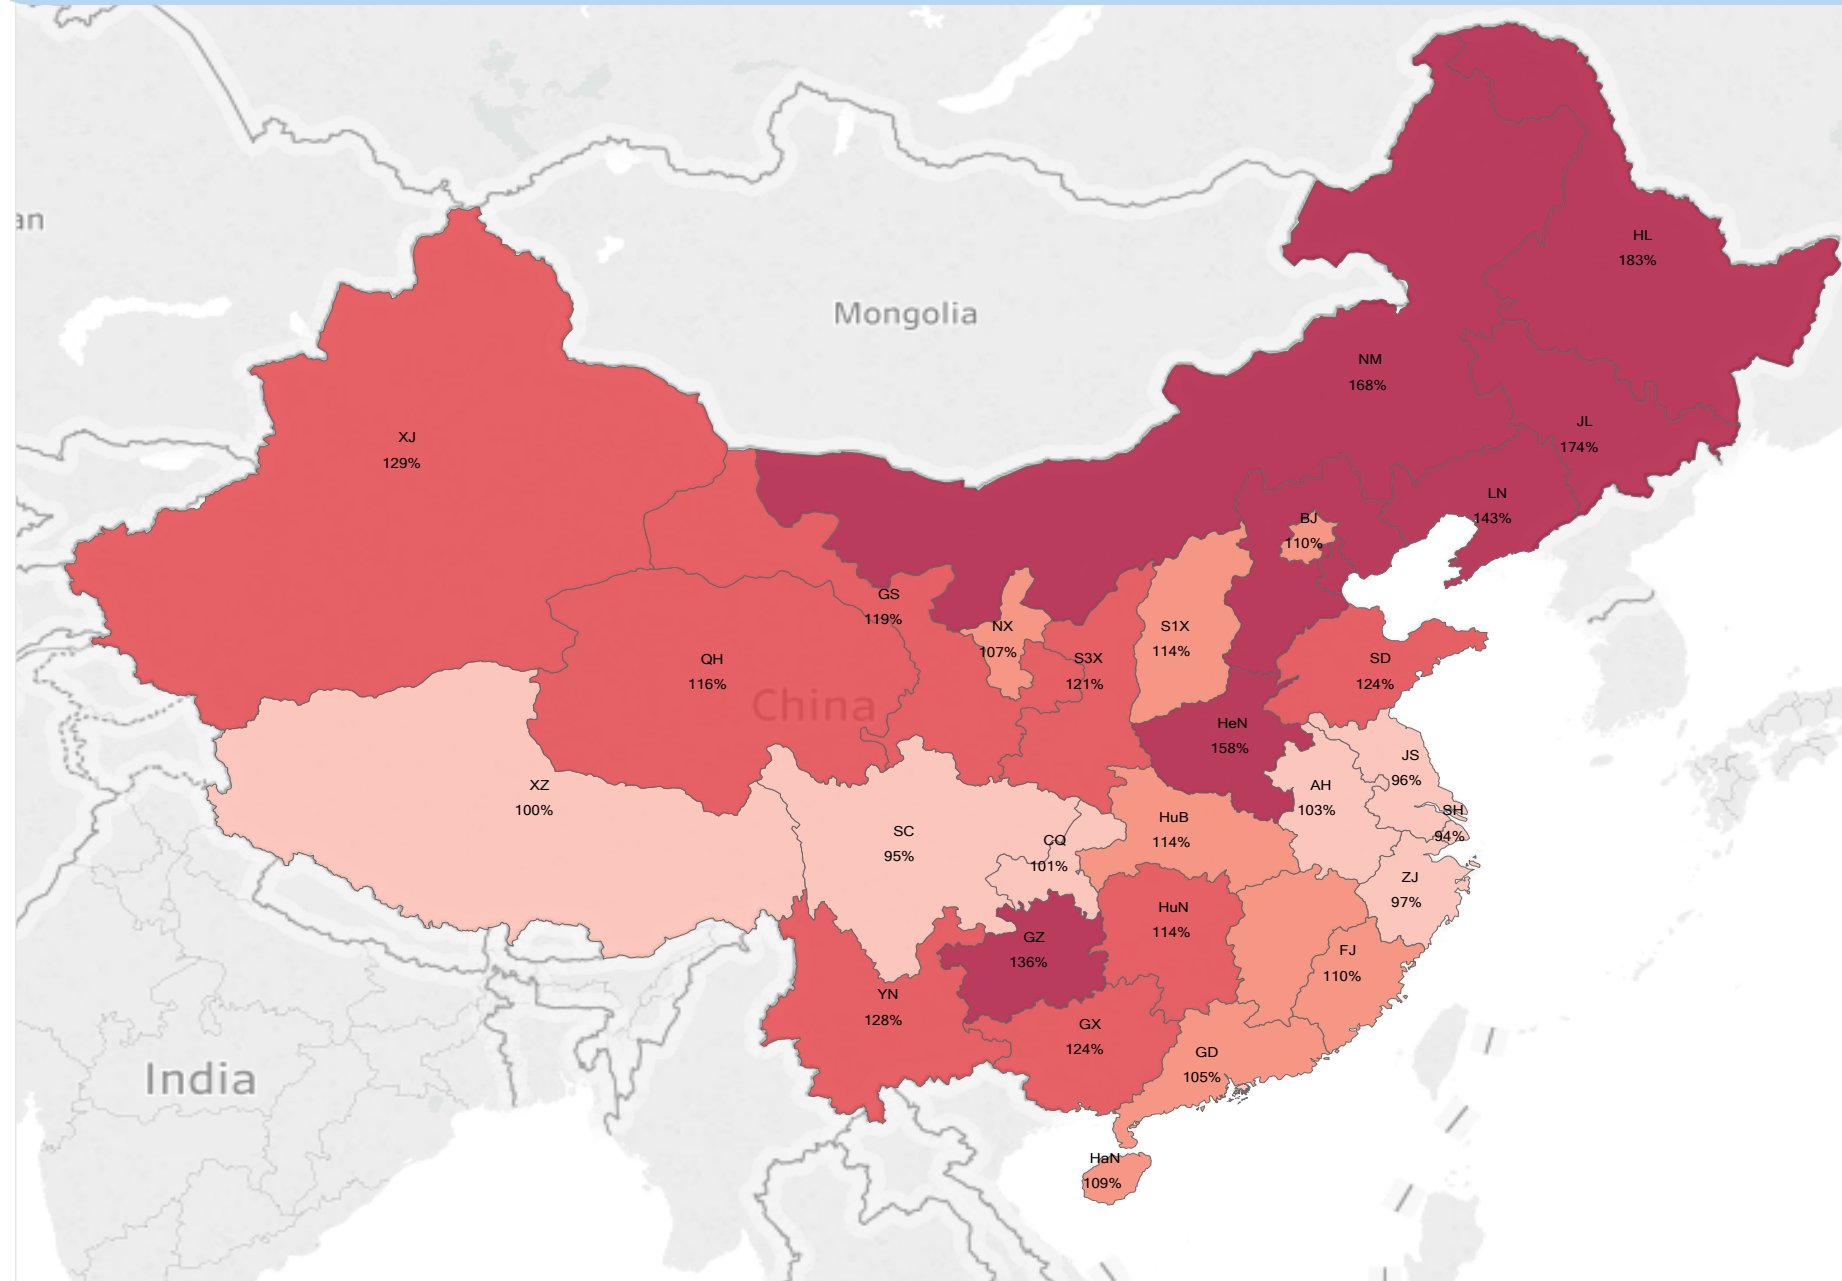 an
Mongolia
China
India
HL
183%
NM
168%
JL
174%
XJ
129%
LN
143%
BJ
110%
GS
119%
NX
107%
S1X
114%
S3X
121%
QH
116%
SD
124%
HeN
158%
JS
96%
XZ
100%
AH
103%
SH
94%
HuB
114%
SC
95%
CQ
101%
ZJ
97%
HuN
114%
GZ
136%
FJ
110%
YN
128%
GX
124%
GD
105%
HaN
109%